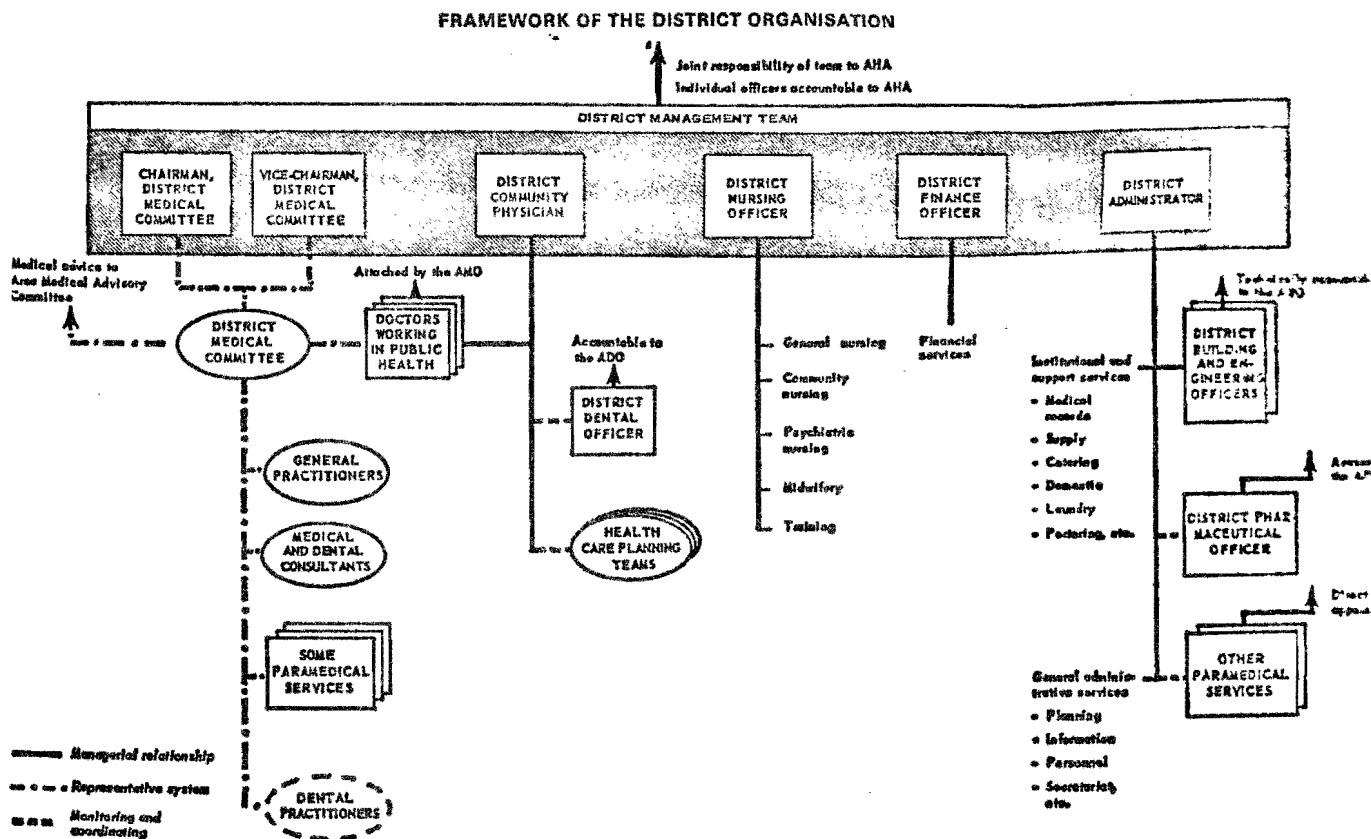 FRAMEWORK OF THE DISTRICT ORGANISATION
Joint responsibility of team to AHA
Individual officers accountable to AHA
DISTRICT MANAGEMENT TEAM
CHAIRMAN,
DISTRICT
MEDICAL
COMMITTEE
VICE-CHAIRMAN,
DISTRICT
MEDICAL
COMMITTEE
DISTRICT
COMMUNITY
PHYSICIAN
DISTRICT
NURSING
OFFICER
DISTRICT
FINANCE
OFFICER
DISTRICT
ADMINISTRATOR
Medical advice to
Area Medical Advisory
Committee
DISTRICT
MEDICAL
COMMITTEE
Attached by the AMO
DOCTORS
WORKING
IN PUBLIC
HEALTH
Accountable to
the ADO
DISTRICT
DENTAL
OFFICER
HEALTH
CARE PLANNING
TEAMS
GENERAL
PRACTITIONERS
MEDICAL
AND DENTAL
CONSULTANTS
SOME
PARAMEDICAL
SERVICES
DENTAL
PRACTITIONERS
General nursing
Community
nursing
Psychiatric
nursing
Midwifery
Training
Financial
services
Technically
to the
DISTRICT
BUILDING
AND EN-
GINEERING
OFFICERS
Institutional and
support services
• Medical
records
• Supply
• Catering
• Domestic
• Laundry
• Portering, etc.
the
DISTRICT PHAR
MACEUTICAL
OFFICER
Direct
OTHER
PARAMEDICAL
SERVICES
General adminis-
trative services
• Planning
• Information
• Personnel
• Secretariat,
etc.
Managerial relationship
Representative system
Monitoring and
coordinating